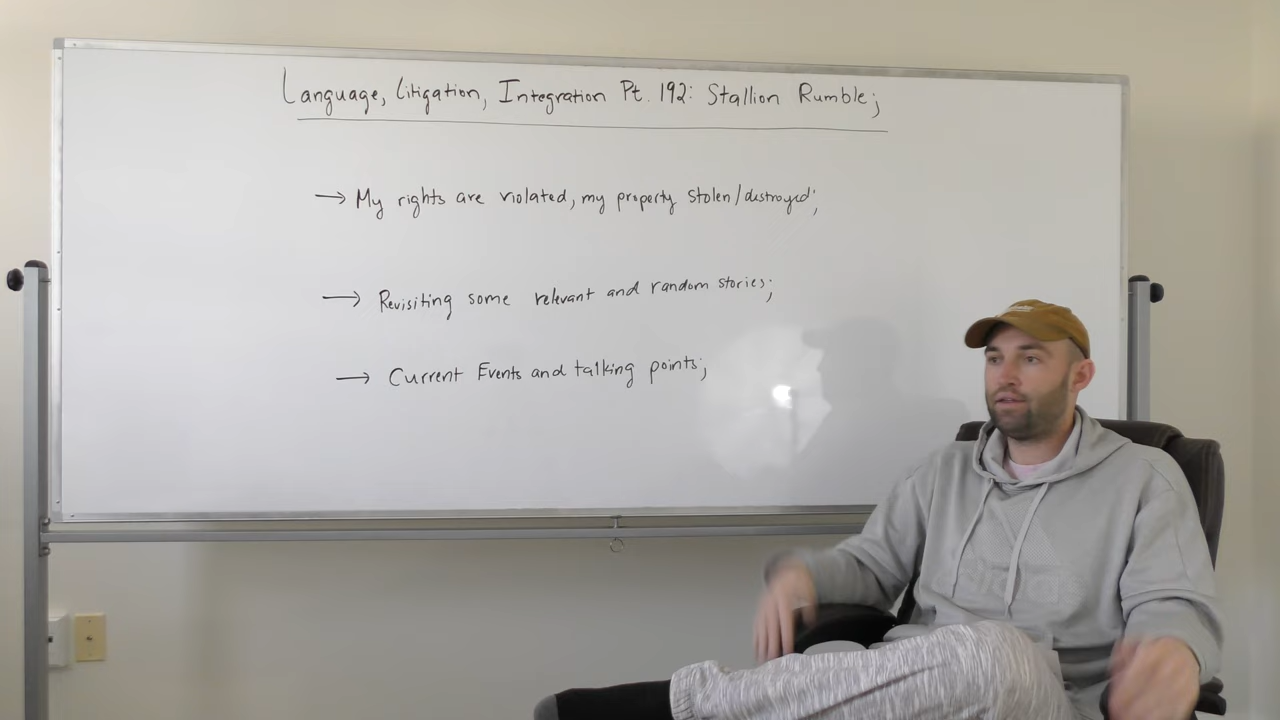 Language, Litigation, Integration Pt. 192: Stallion Rumble;
→ My rights are violated, my property stolen/destroyed;
→ Revisiting some relevant and random stories;
→ Current Events and talking points;